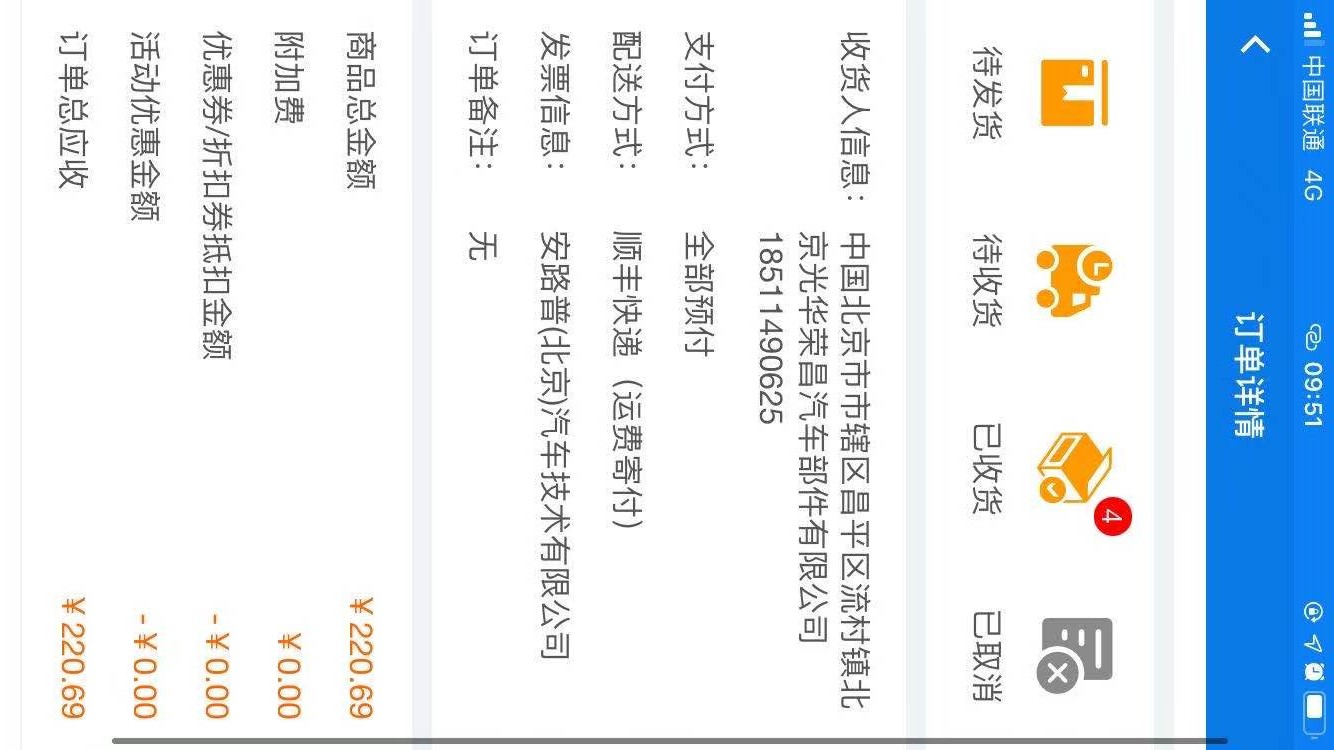 中国联通 4G 09:51
订单详情
4
待发货 待收货 已收货 已取消
收货人信息： 中国北京市市辖区昌平区流村镇北
京光华荣昌汽车部件有限公司
18511490625
支付方式： 全部预付
配送方式： 顺丰快递（运费寄付）
发票信息： 安路普(北京)汽车技术有限公司
订单备注： 无
商品总金额 ¥ 220.69
附加费 ¥ 0.00
优惠券/折扣券抵扣金额 - ¥ 0.00
活动优惠金额 - ¥ 0.00
订单总应收 ¥ 220.69